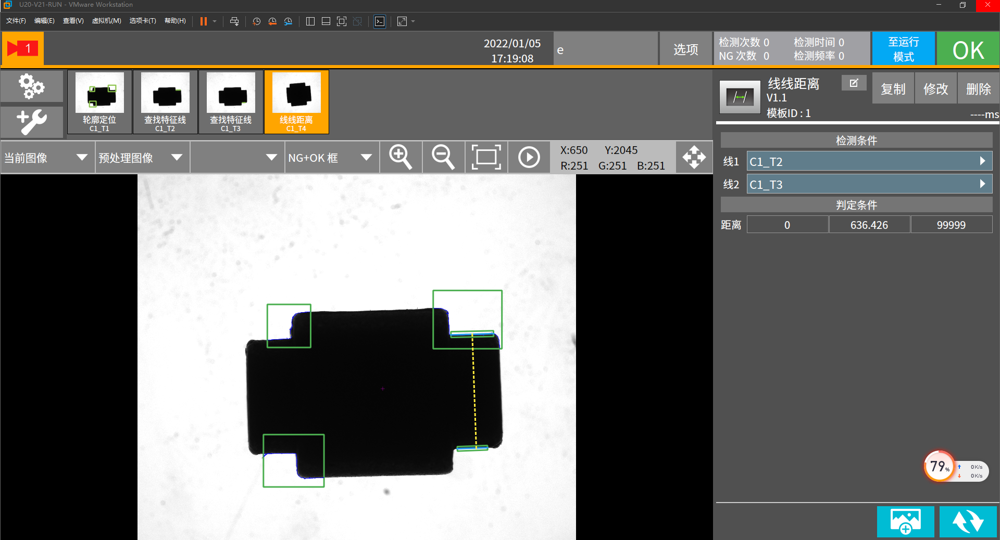 U20-V21-RUN - VMware Workstation
文件(F) 编辑(E) 查看(V) 虚拟机(M) 选项卡(T) 帮助(H)
1
2022/01/05
17:19:08
e
选项
检测次数 0 检测时间 0
NG 次数 0 检测频率 0
至运行
模式
OK
轮廓定位
C1_T1
查找特征线
C1_T2
查找特征线
C1_T3
线线距离
C1_T4
线线距离
V1.1
模板ID : 1
复制 修改 删除
----ms
当前图像 预处理图像 NG+OK 框
X:650 Y:2045
R:251 G:251 B:251
检测条件
线1 C1_T2
线2 C1_T3
判定条件
距离 0 636.426 99999
79%
0K/s
0K/s